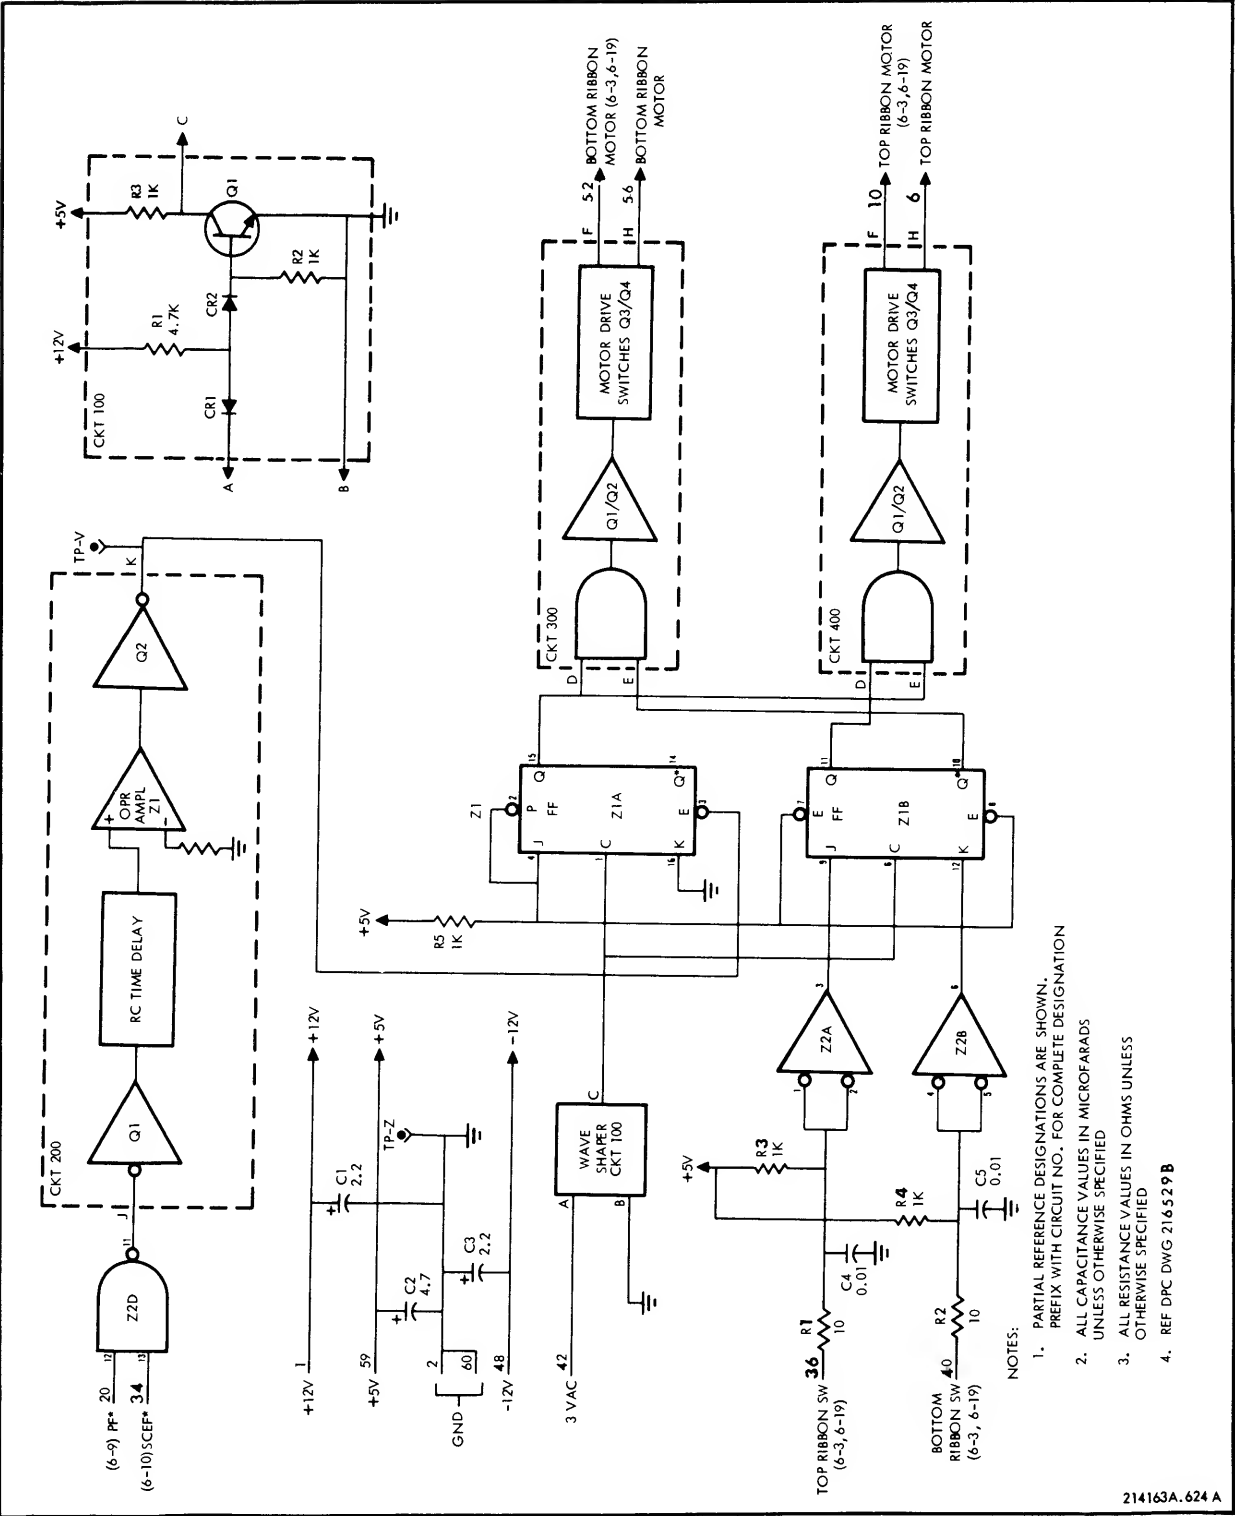 CKT 200
(6-9) PF*
20
12
(6-10)SCEF*
34
13
Z2D
11
J
Q1
RC TIME DELAY
+
-
OPR
AMPL
Z1
Q2
K
TP-V
CKT 100
+12V
R1
4.7K
+5V
R3
1K
C
Q1
CR1
CR2
R2
1K
A
B
+12V
1
+12V
C1
2.2
+
+5V
59
+5V
TP-Z
C2
4.7
+
C3
2.2
+
GND
2
60
-12V
48
-12V
3 VAC
42
A
B
WAVE
SHAPER
CKT 100
C
+5V
R5
1K
Z1
2
P
FF
4
J
1
C
16
K
Z1A
E
3
Q
15
Q*
14
7
E
FF
9
J
6
C
12
K
Z1B
E
8
Q
11
Q*
10
CKT 300
D
E
Q1/Q2
MOTOR DRIVE
SWITCHES Q3/Q4
F
52
BOTTOM RIBBON
MOTOR (6-3,6-19)
H
56
BOTTOM RIBBON
MOTOR
CKT 400
D
E
Q1/Q2
MOTOR DRIVE
SWITCHES Q3/Q4
F
10
TOP RIBBON MOTOR
(6-3,6-19)
H
6
TOP RIBBON MOTOR
TOP RIBBON SW
(6-3,6-19)
36
R1
10
C4
0.01
+5V
R3
1K
R4
1K
1
2
Z2A
3
BOTTOM
RIBBON SW
(6-3, 6-19)
40
R2
10
C5
0.01
4
5
Z2B
6
NOTES:
1. PARTIAL REFERENCE DESIGNATIONS ARE SHOWN.
PREFIX WITH CIRCUIT NO. FOR COMPLETE DESIGNATION
2. ALL CAPACITANCE VALUES IN MICROFARADS
UNLESS OTHERWISE SPECIFIED
3. ALL RESISTANCE VALUES IN OHMS UNLESS
OTHERWISE SPECIFIED
4. REF DPC DWG 216529B
214163A.624 A